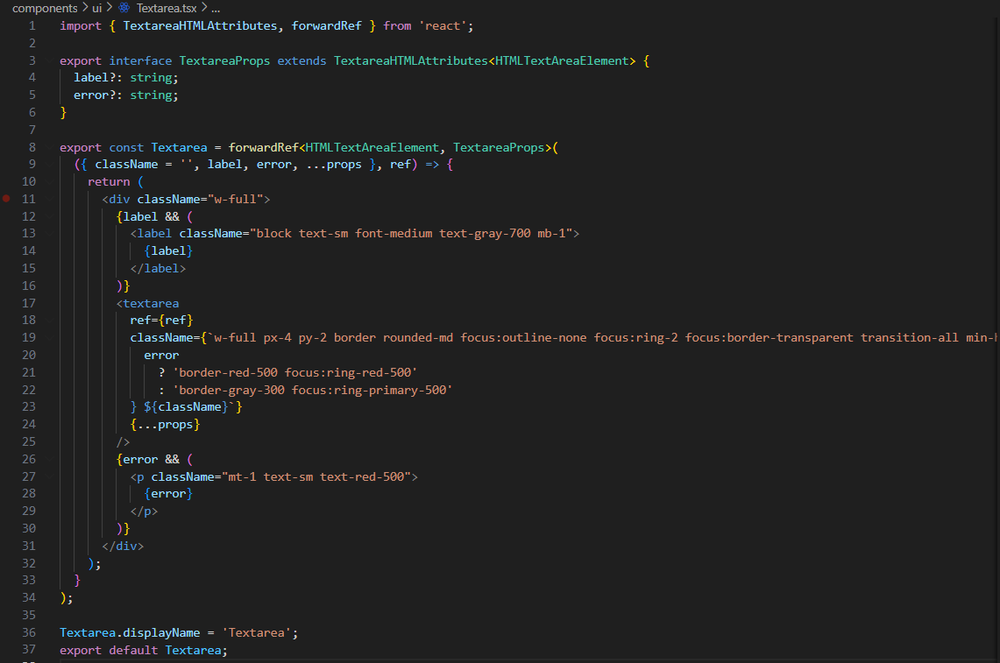 components > ui > Textarea.tsx > ...
1 import { TextareaHTMLAttributes, forwardRef } from 'react';
2
3 export interface TextareaProps extends TextareaHTMLAttributes<HTMLTextAreaElement> {
4   label?: string;
5   error?: string;
6 }
7
8 export const Textarea = forwardRef<HTMLTextAreaElement, TextareaProps>(
9   ({ className = '', label, error, ...props }, ref) => {
10     return (
11       <div className="w-full">
12         {label && (
13           <label className="block text-sm font-medium text-gray-700 mb-1">
14             {label}
15           </label>
16         )}
17         <textarea
18           ref={ref}
19           className={`w-full px-4 py-2 border rounded-md focus:outline-none focus:ring-2 focus:border-transparent transition-all min-
20             error
21               ? 'border-red-500 focus:ring-red-500'
22               : 'border-gray-300 focus:ring-primary-500'
23           } ${className}`}
24           {...props}
25         />
26         {error && (
27           <p className="mt-1 text-sm text-red-500">
28             {error}
29           </p>
30         )}
31       </div>
32     );
33   }
34 );
35
36 Textarea.displayName = 'Textarea';
37 export default Textarea;